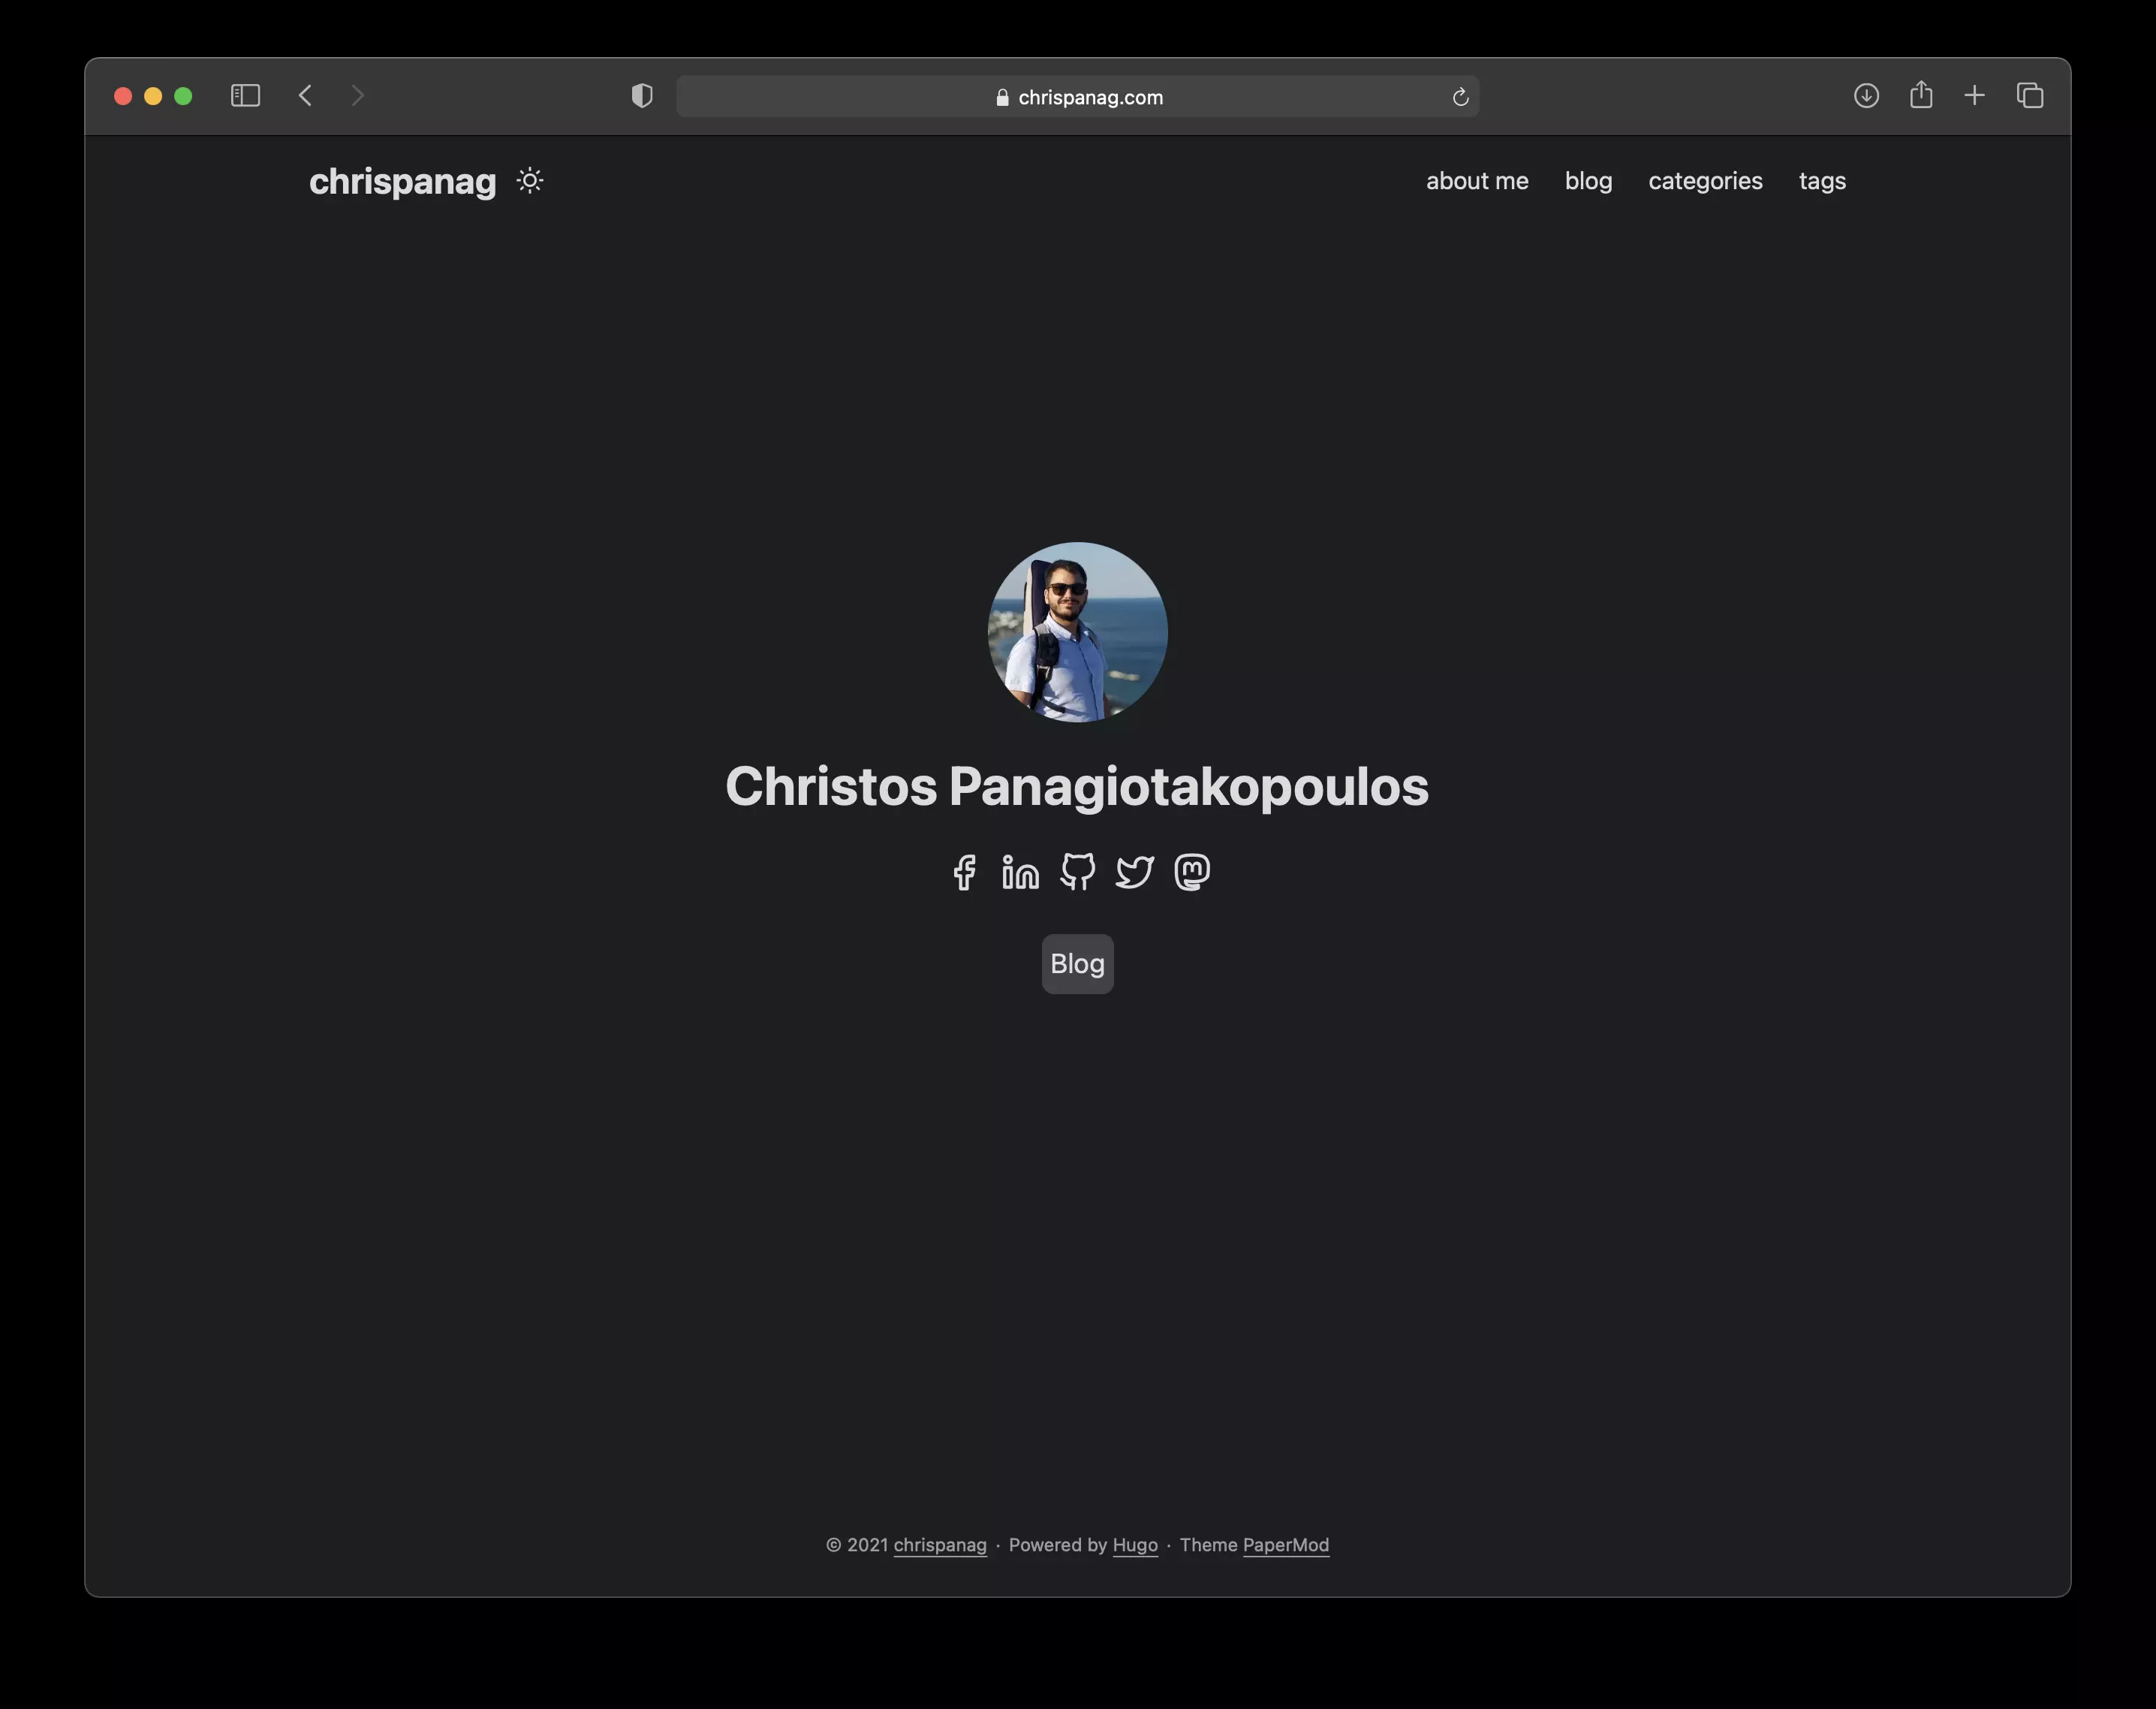 chrispanag.com
chrispanag about me blog categories tags
Christos Panagiotakopoulos
Blog
© 2021 chrispanag · Powered by Hugo · Theme PaperMod